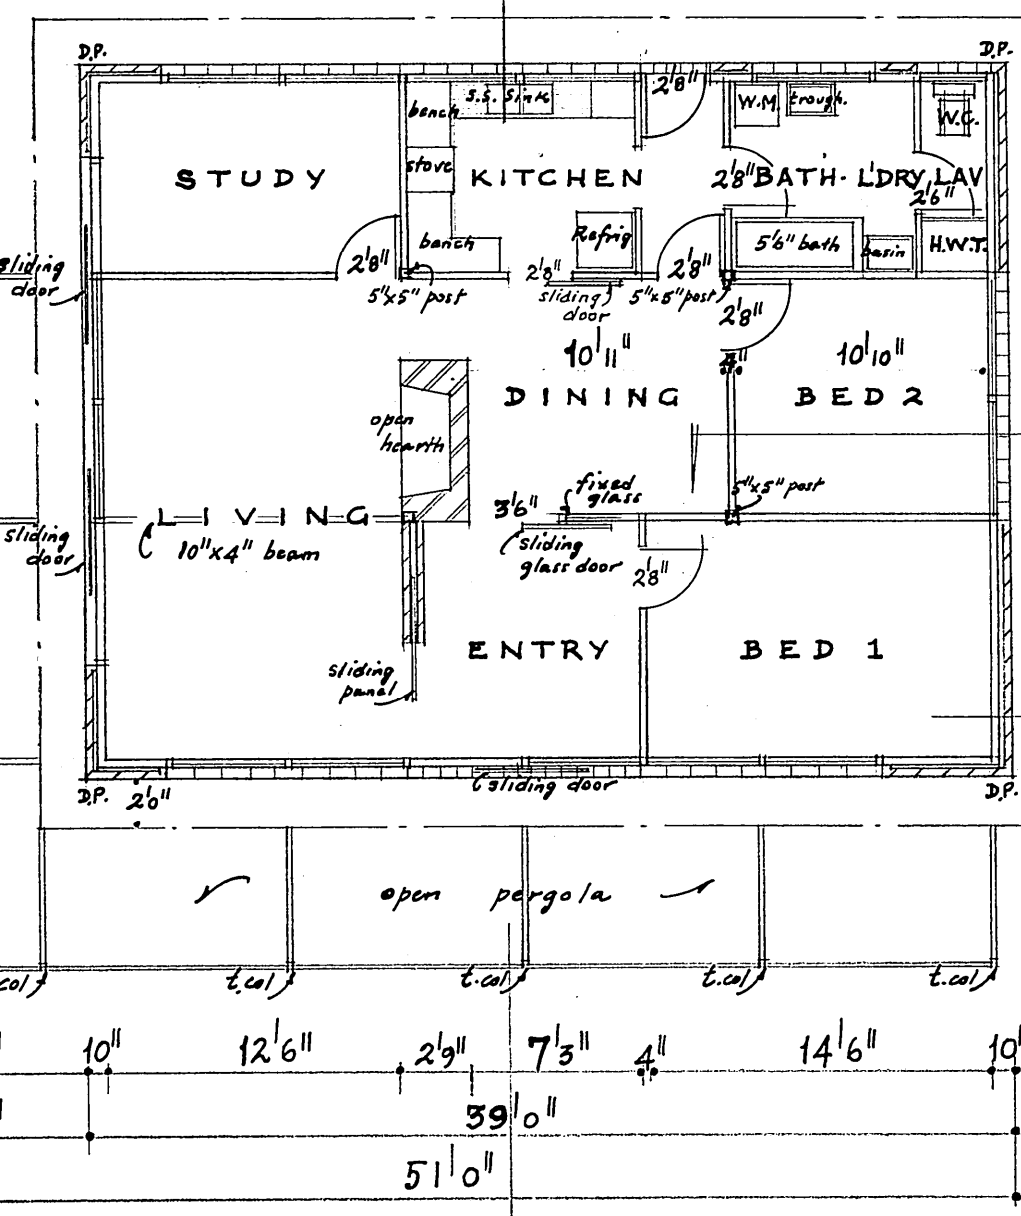 D.P.
D.P.
S.S. Sink
2'8"
W.M.
trough.
W.C.
bench
stove
STUDY
KITCHEN
2'8"
BATH·L'DRY
LAV
2'6"
bench
Refrig
5'6" bath
basin
H.W.T.
sliding
door
2'8"
5"x5" post
2'8"
sliding
door
2'8"
5"x5" post
2'8"
10'11"
4"
10'10"
DINING
BED 2
open
hearth
3'6"
fixed
glass
5"x5" post
LIVING
10"x4" beam
sliding
door
sliding
glass door
2'8"
ENTRY
BED 1
sliding
panel
D.P.
2'0"
sliding door
D.P.
open pergola
col
t.col
t.col
t.col
t.col
10"
12'6"
2'9"
7'3"
4"
14'6"
10
39'0"
51'0"